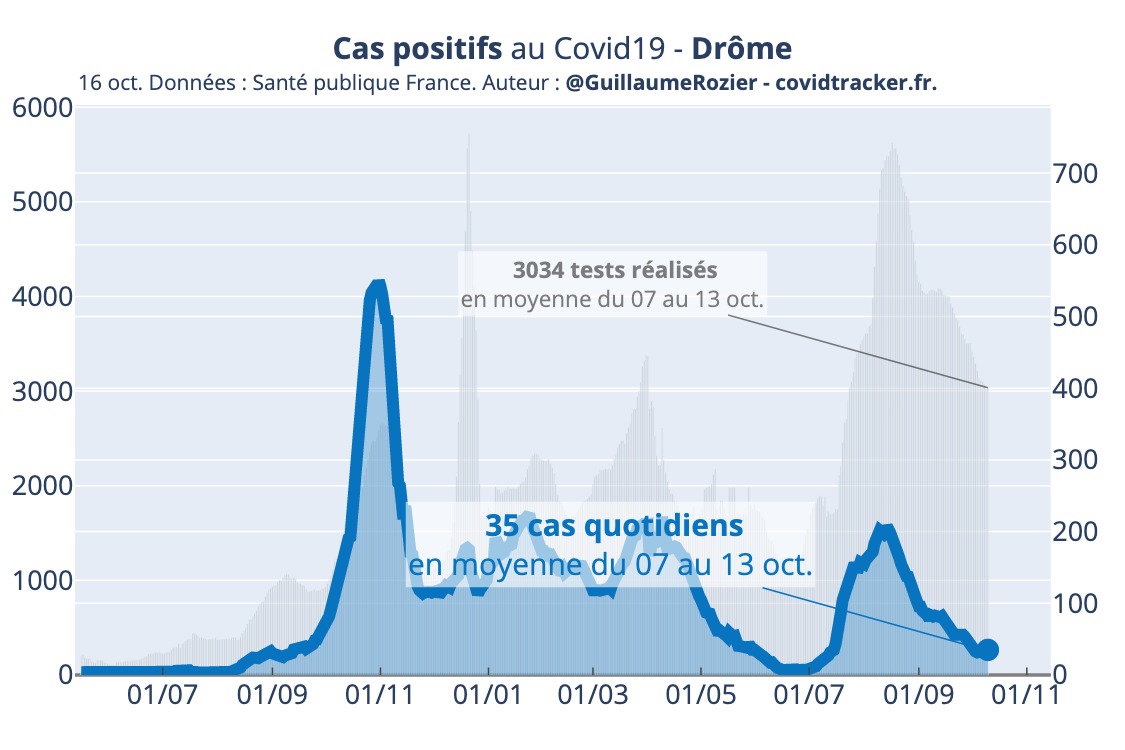 Cas positifs au Covid19 - Drôme
16 oct. Données : Santé publique France. Auteur : @GuillaumeRozier - covidtracker.fr.
6000
5000
4000
3000
2000
1000
0
700
600
500
400
300
200
100
0
3034 tests réalisés
en moyenne du 07 au 13 oct.
35 cas quotidiens
en moyenne du 07 au 13 oct.
01/07 01/09 01/11 01/01 01/03 01/05 01/07 01/09 01/11